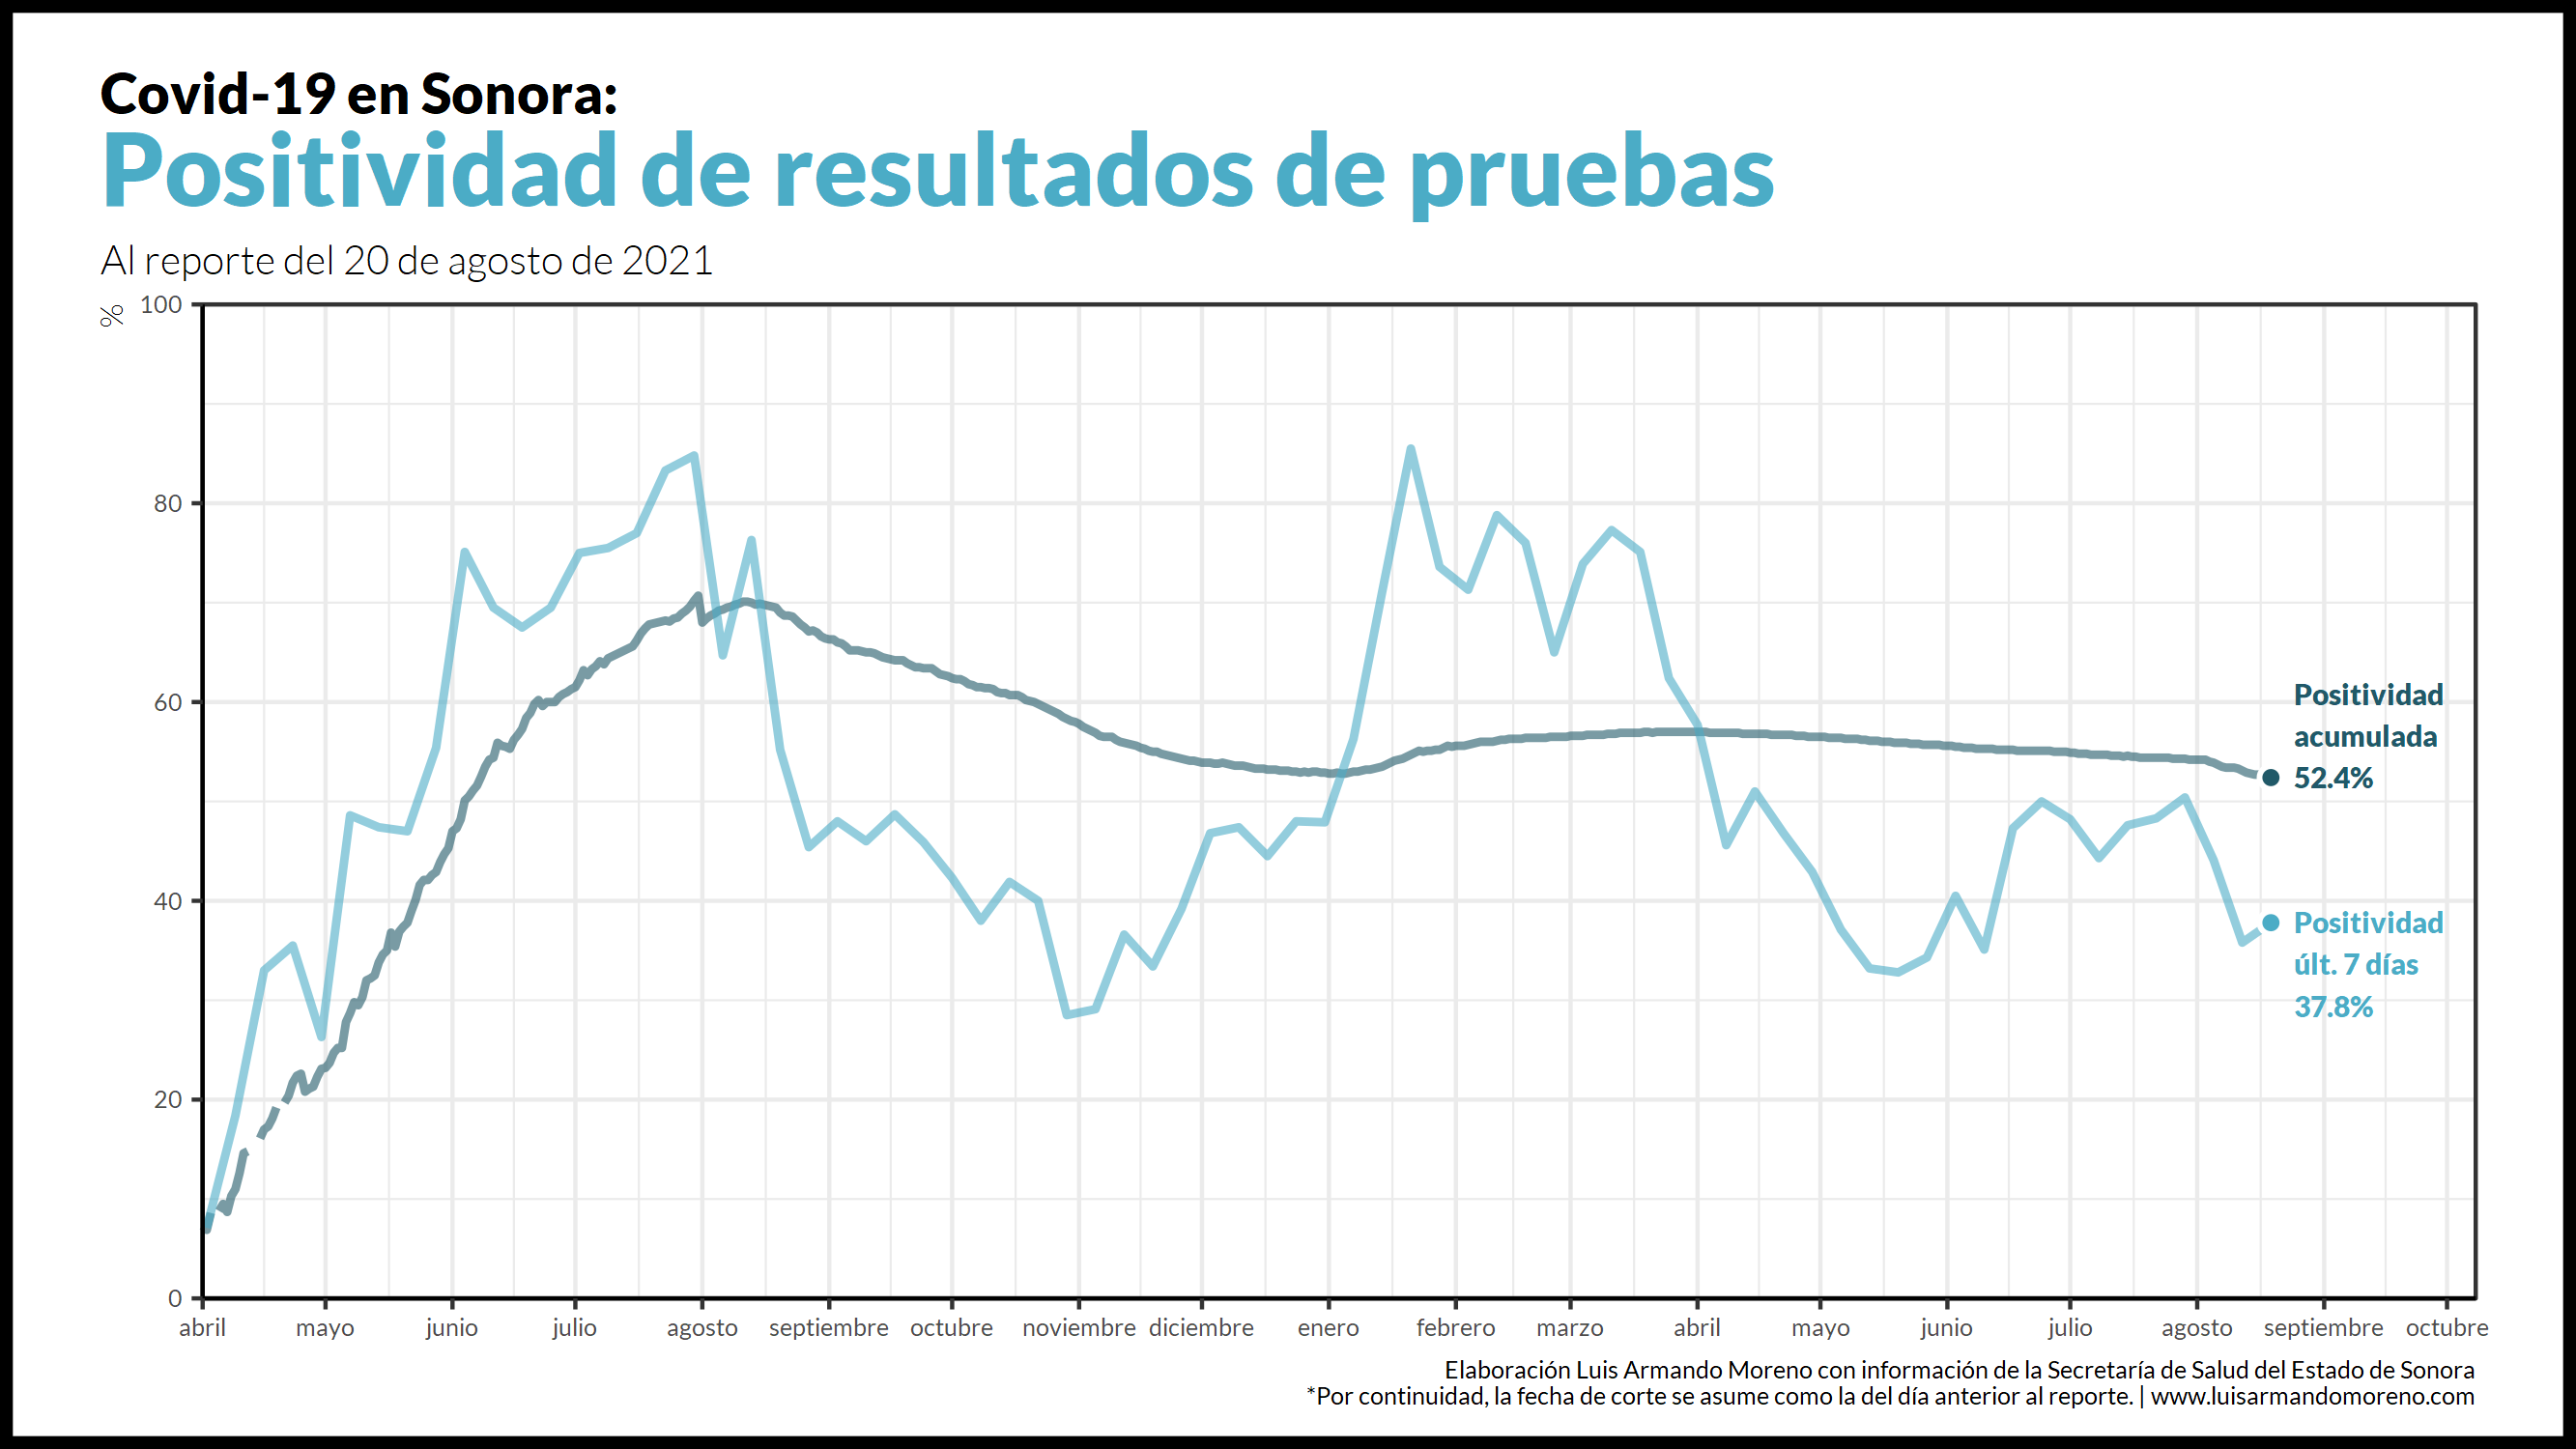 Covid-19 en Sonora:
Positividad de resultados de pruebas
Al reporte del 20 de agosto de 2021
%
100
80
60
40
20
0
Positividad
acumulada
52.4%
Positividad
últ. 7 días
37.8%
abril mayo junio julio agosto septiembre octubre noviembre diciembre enero febrero marzo abril mayo junio julio agosto septiembre octubre
Elaboración Luis Armando Moreno con información de la Secretaría de Salud del Estado de Sonora
*Por continuidad, la fecha de corte se asume como la del día anterior al reporte. | www.luisarmandomoreno.com